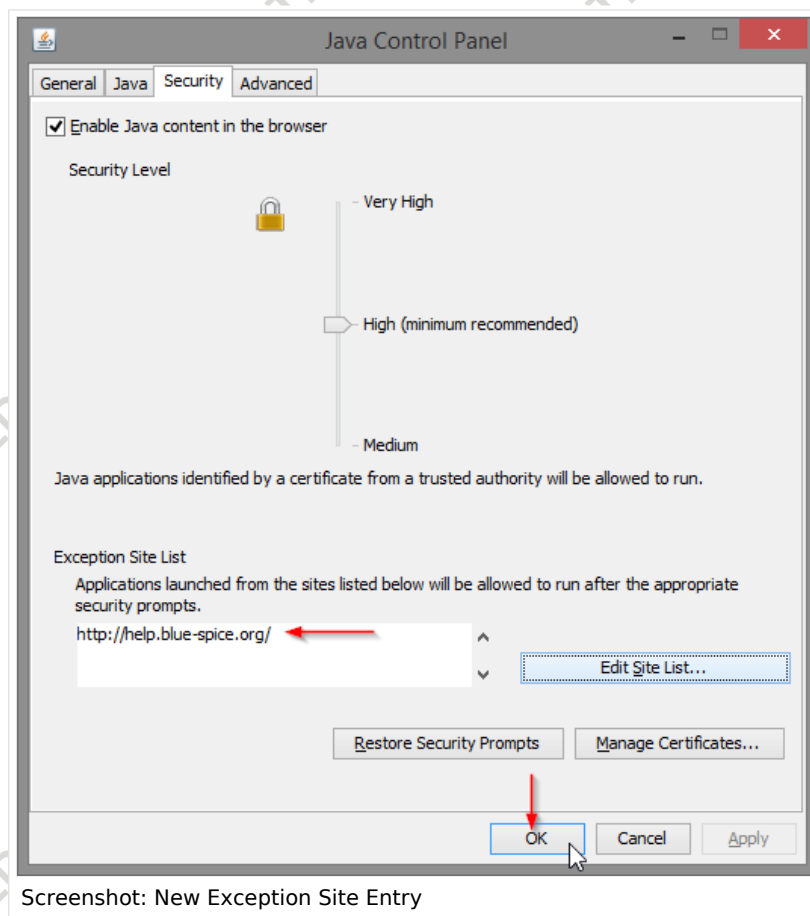 Java Control Panel
General Java Security Advanced
Enable Java content in the browser
Security Level
- Very High
- High (minimum recommended)
- Medium
Java applications identified by a certificate from a trusted authority will be allowed to run.
Exception Site List
Applications launched from the sites listed below will be allowed to run after the appropriate
security prompts.
http://help.blue-spice.org/
Edit Site List...
Restore Security Prompts Manage Certificates...
OK Cancel Apply
Screenshot: New Exception Site Entry